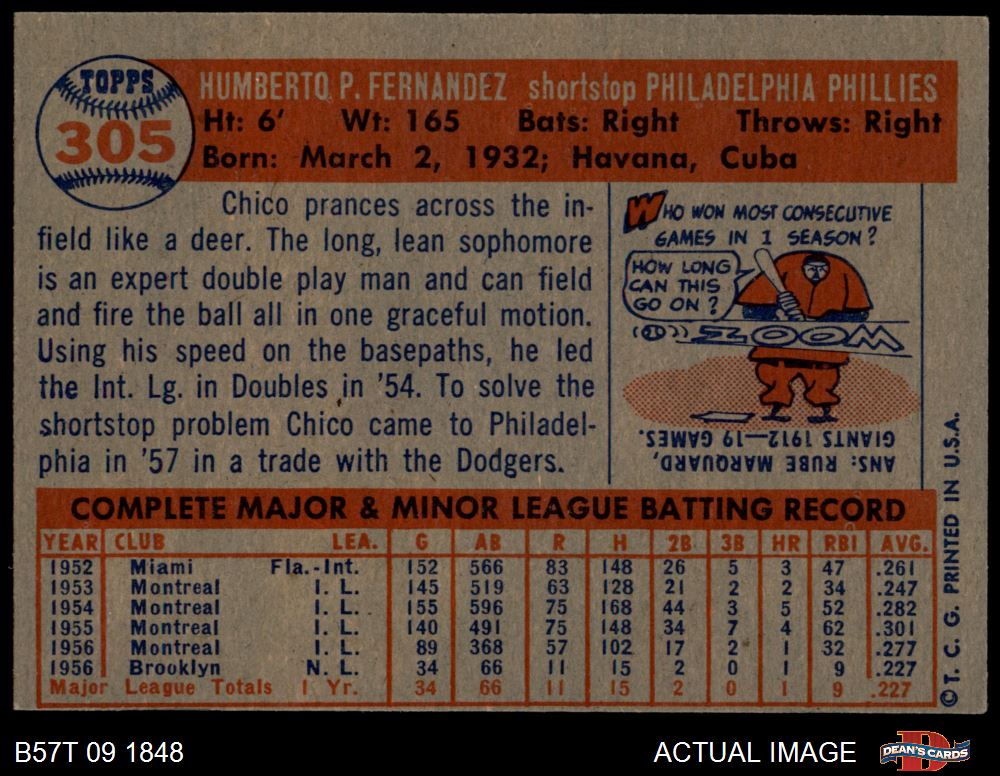 TOPPS
305
HUMBERTO P. FERNANDEZ shortstop PHILADELPHIA PHILLIES
Ht: 6' Wt: 165 Bats: Right Throws: Right
Born: March 2, 1932; Havana, Cuba
Chico prances across the in-
field like a deer. The long, lean sophomore
is an expert double play man and can field
and fire the ball all in one graceful motion.
Using his speed on the basepaths, he led
the Int. Lg. in Doubles in '54. To solve the
shortstop problem Chico came to Philadel-
phia in '57 in a trade with the Dodgers.
WHO WON MOST CONSECUTIVE
GAMES IN 1 SEASON?
HOW LONG
CAN THIS
GO ON?
ZOOM
ANS: RUBE MARQUARD,
GIANTS 1912—19 GAMES.
COMPLETE MAJOR & MINOR LEAGUE BATTING RECORD
YEAR CLUB LEA. G AB R H 2B 3B HR RBI AVG.
1952 Miami Fla.-Int. 152 566 83 148 26 5 3 47 .261
1953 Montreal I. L. 145 519 63 128 21 2 2 34 .247
1954 Montreal I. L. 155 596 75 168 44 3 5 52 .282
1955 Montreal I. L. 140 491 75 148 34 7 4 62 .301
1956 Montreal I. L. 89 368 57 102 17 2 1 32 .277
1956 Brooklyn N. L. 34 66 11 15 2 0 1 9 .227
Major League Totals 1 Yr. 34 66 11 15 2 0 1 9 .227
© T. C. G. PRINTED IN U.S.A.
B57T 09 1848
ACTUAL IMAGE
DEAN'S CARDS